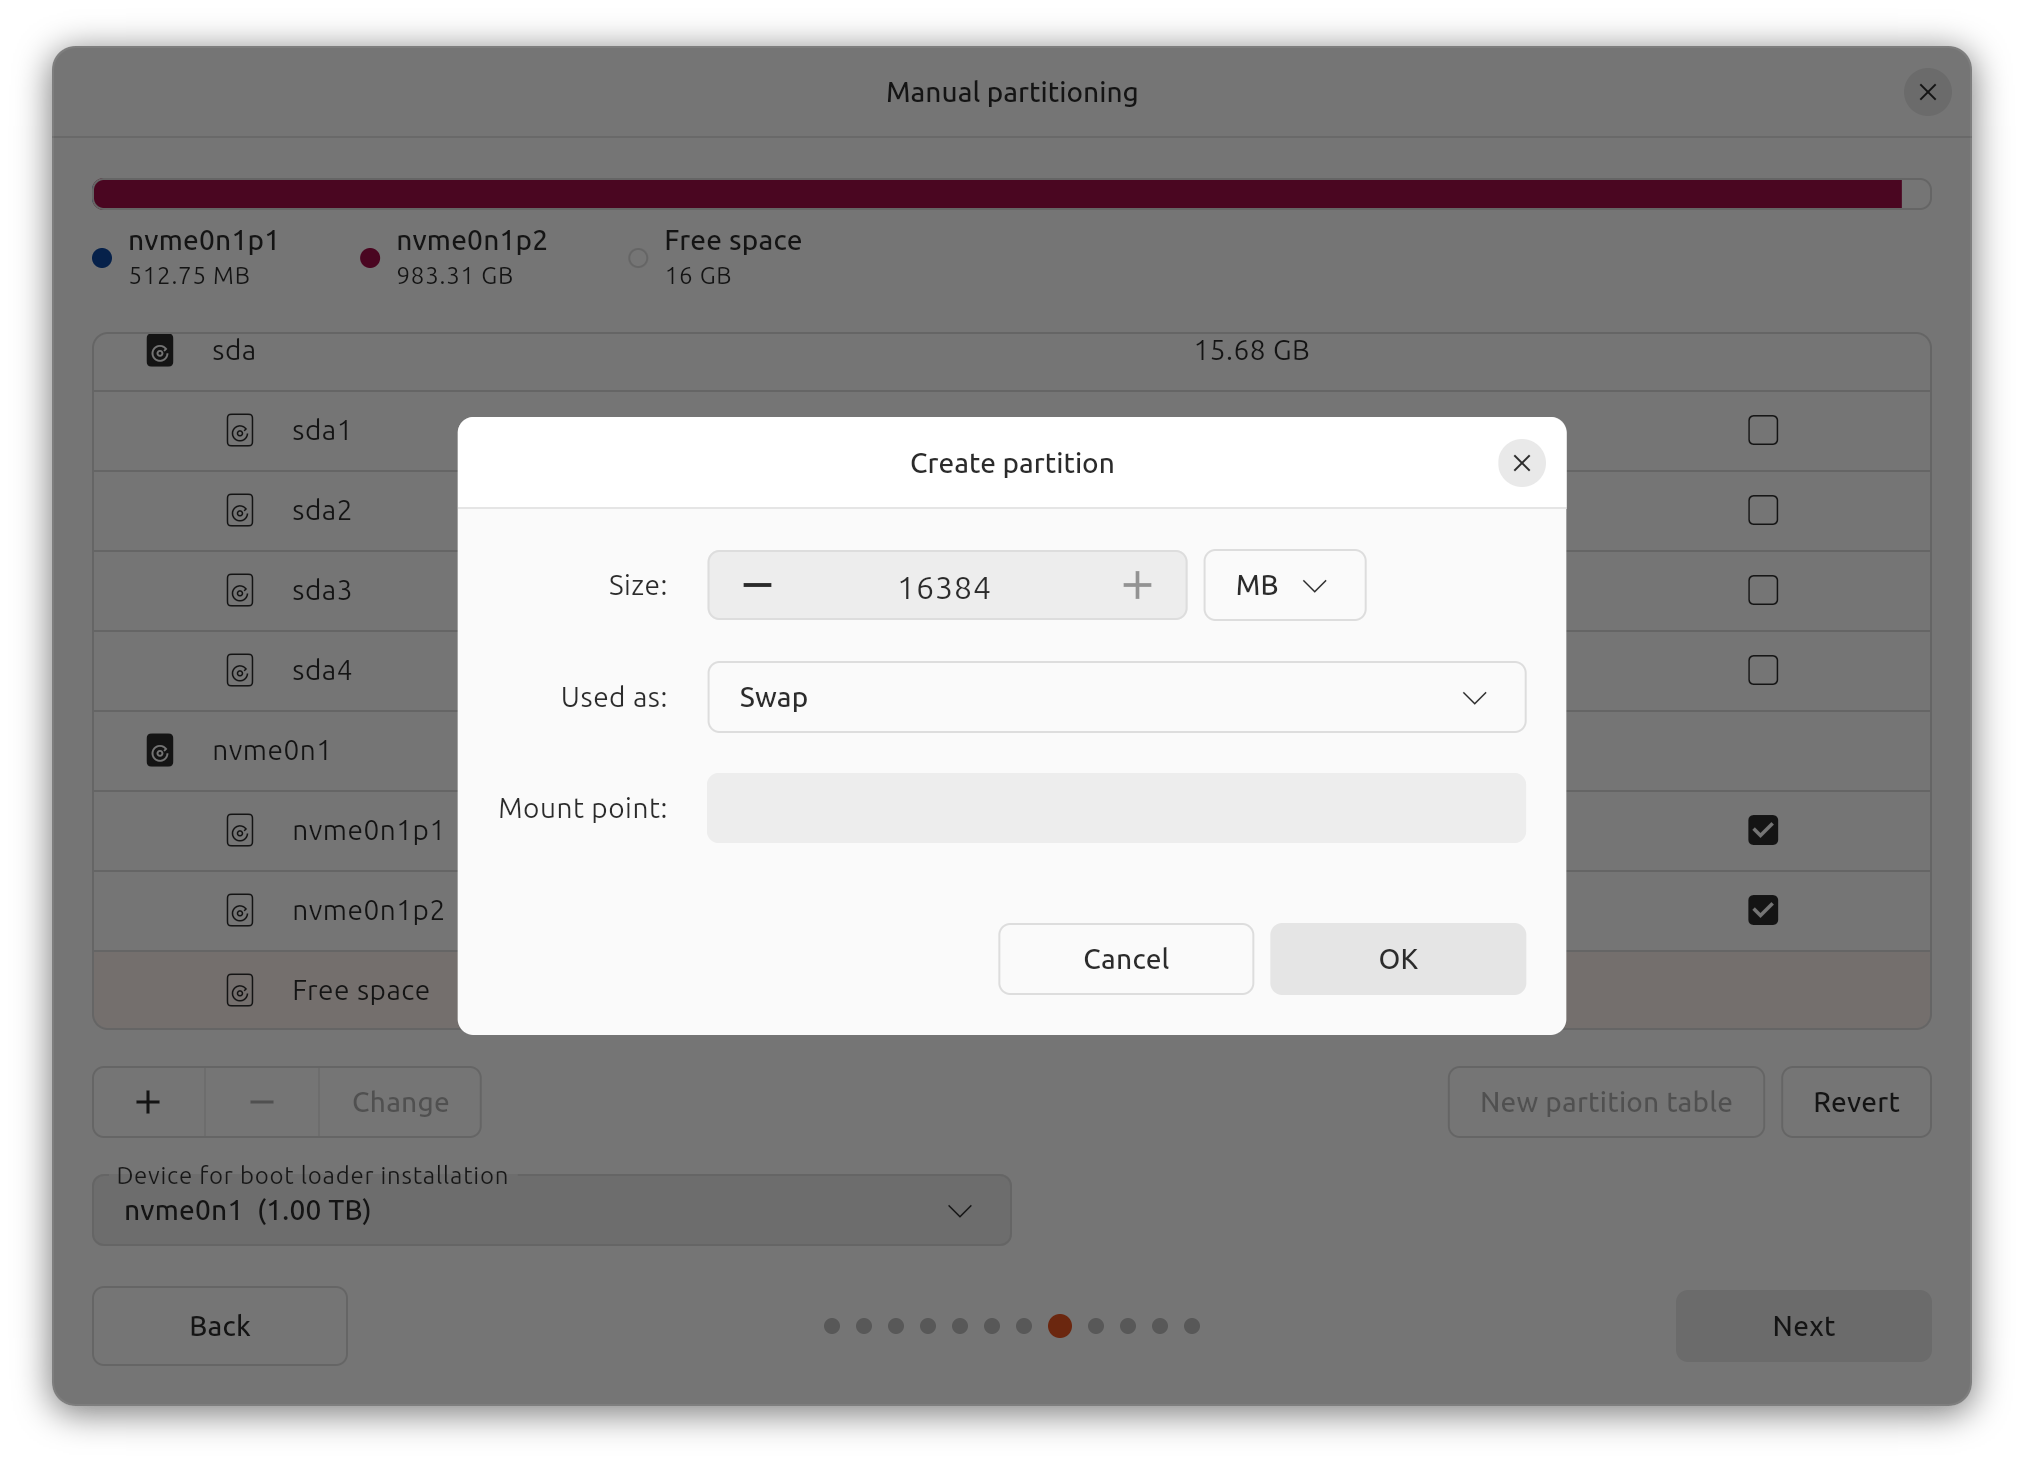 Manual partitioning
nvme0n1p1
512.75 MB
nvme0n1p2
983.31 GB
Free space
16 GB
sda 15.68 GB
sda1
sda2
sda3
sda4
nvme0n1
nvme0n1p1
nvme0n1p2
Free space
Create partition
Size: 16384 MB
Used as: Swap
Mount point:
Cancel OK
Change New partition table Revert
Device for boot loader installation
nvme0n1 (1.00 TB)
Back Next